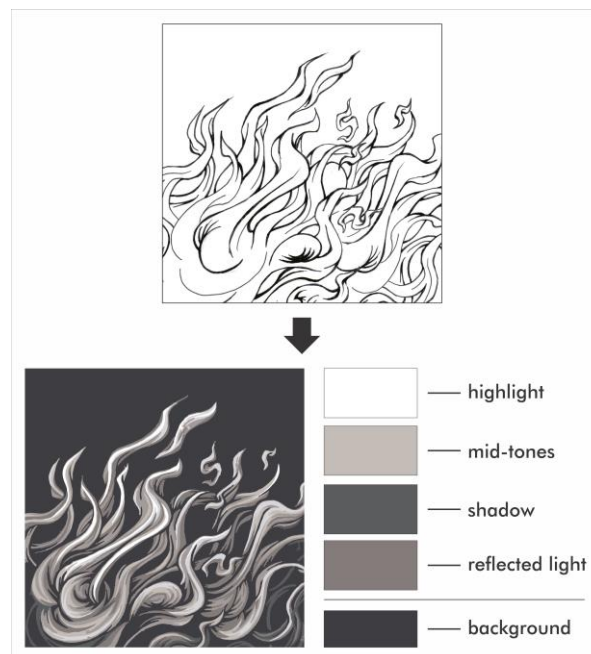 highlight
mid-tones
shadow
reflected light
background